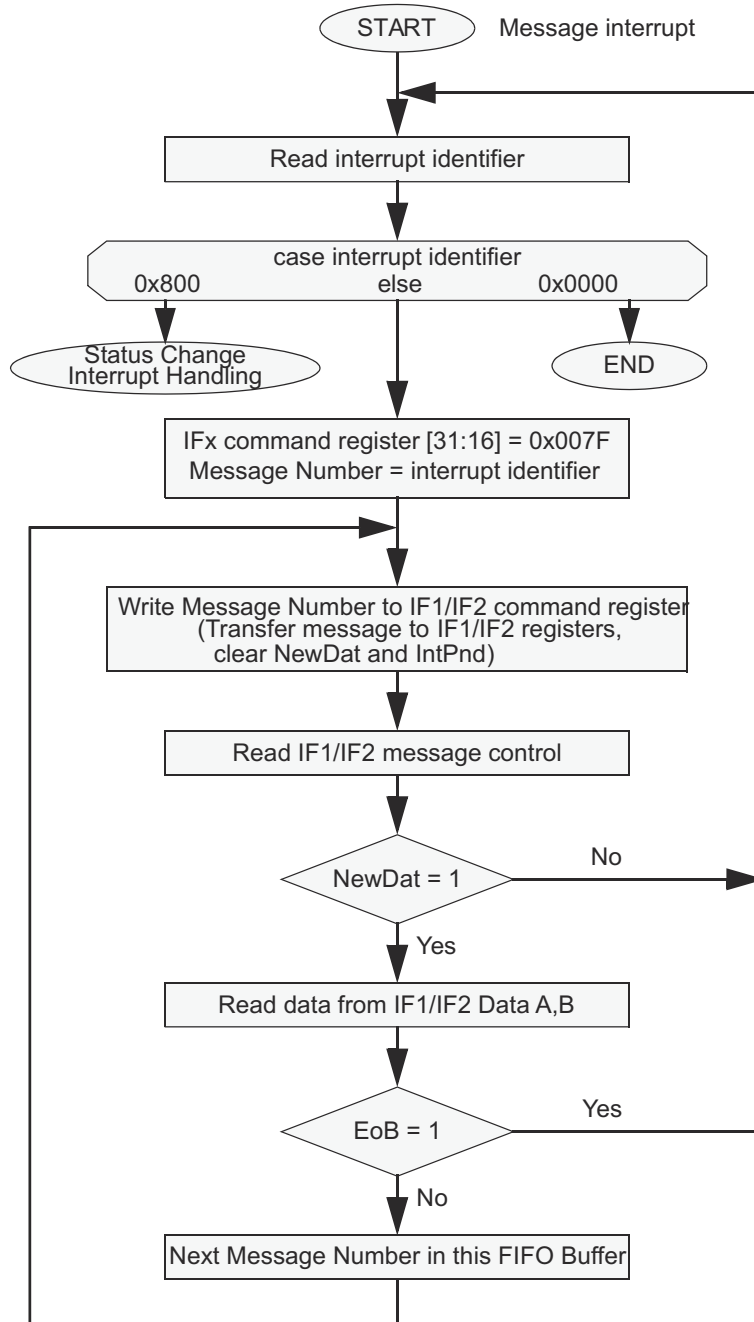 START
Message interrupt
Read interrupt identifier
case interrupt identifier
0x800
else
0x0000
Status Change
Interrupt Handling
END
IFx command register [31:16] = 0x007F
Message Number = interrupt identifier
Write Message Number to IF1/IF2 command register
(Transfer message to IF1/IF2 registers,
clear NewDat and IntPnd)
Read IF1/IF2 message control
NewDat = 1
No
Yes
Read data from IF1/IF2 Data A,B
EoB = 1
Yes
No
Next Message Number in this FIFO Buffer